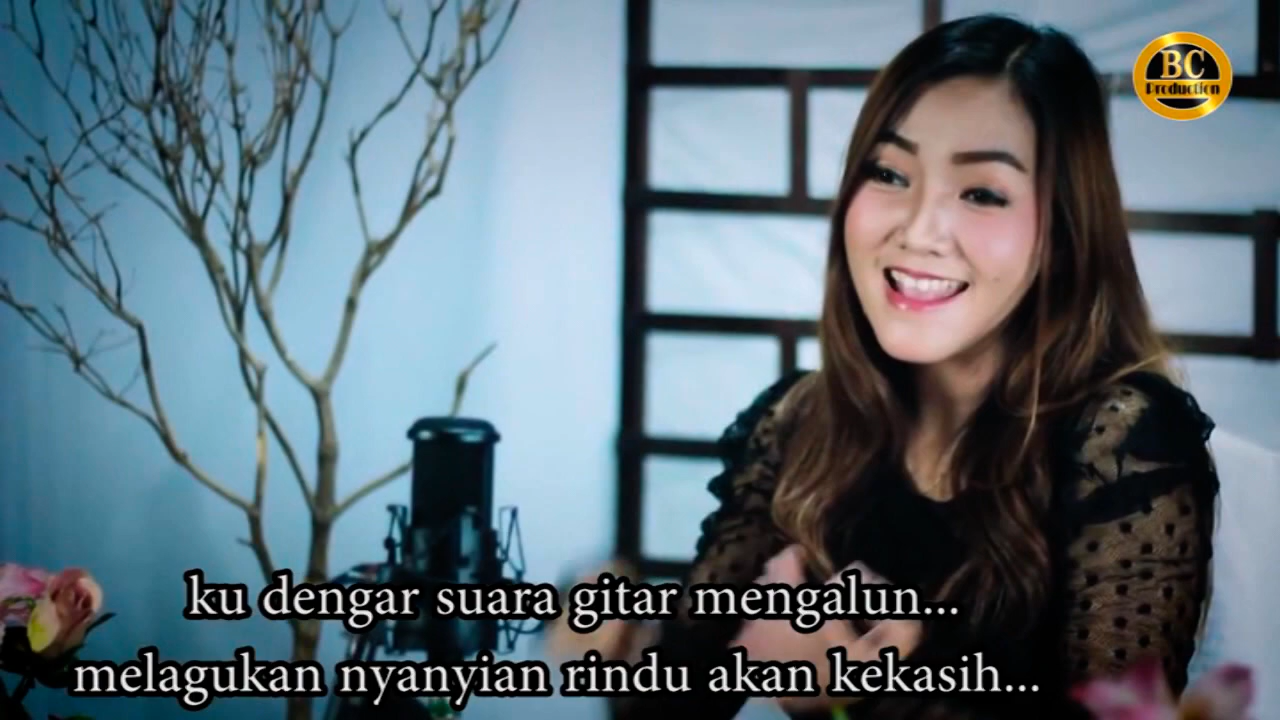 BC
Production
ku dengar suara gitar mengalun...
melagukan nyanyian rindu akan kekasih...